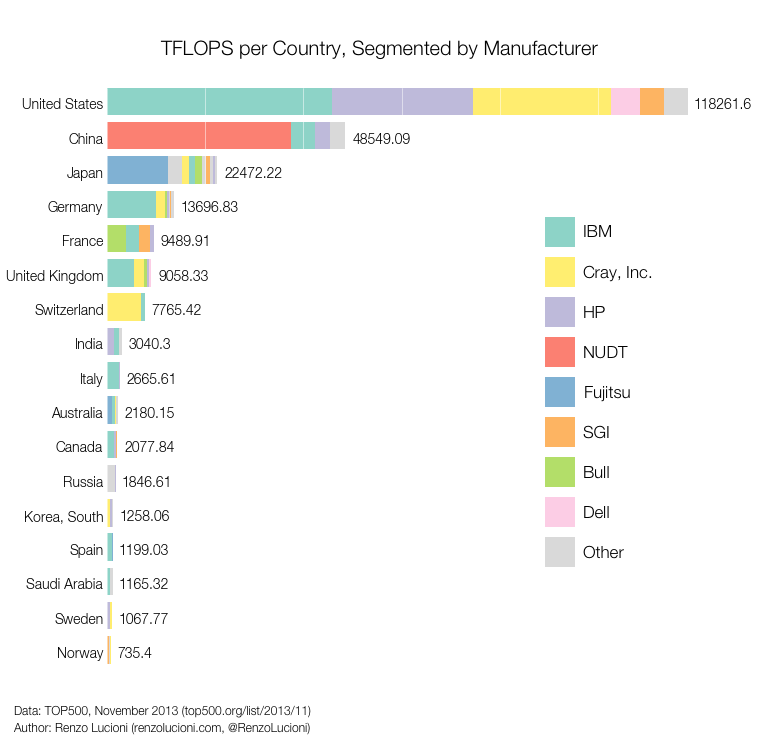 TFLOPS per Country, Segmented by Manufacturer
United States 118261.6
China 48549.09
Japan 22472.22
Germany 13696.83
France 9489.91
United Kingdom 9058.33
Switzerland 7765.42
India 3040.3
Italy 2665.61
Australia 2180.15
Canada 2077.84
Russia 1846.61
Korea, South 1258.06
Spain 1199.03
Saudi Arabia 1165.32
Sweden 1067.77
Norway 735.4
IBM
Cray, Inc.
HP
NUDT
Fujitsu
SGI
Bull
Dell
Other
Data: TOP500, November 2013 (top500.org/list/2013/11)
Author: Renzo Lucioni (renzolucioni.com, @RenzoLucioni)